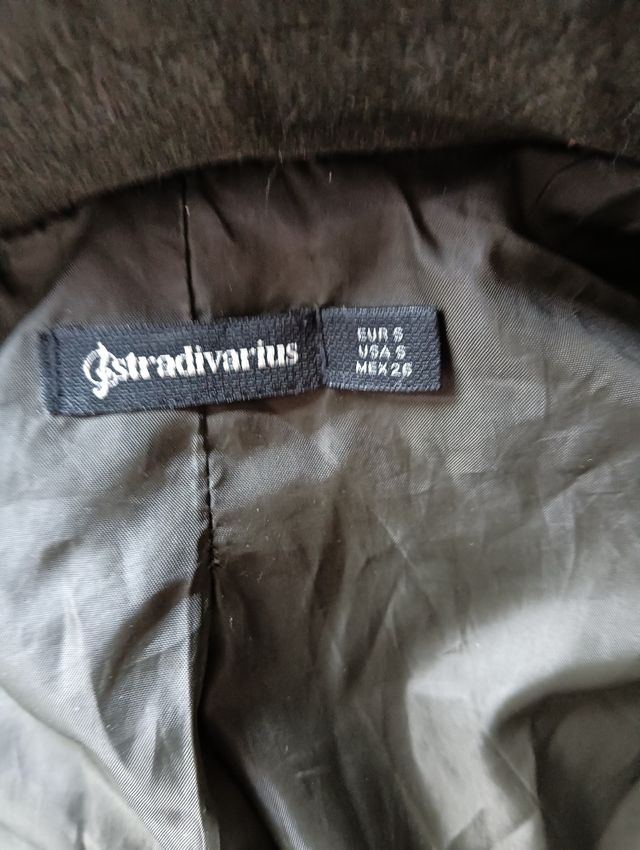 stradivarius
EUR S
USA S
MEX 26